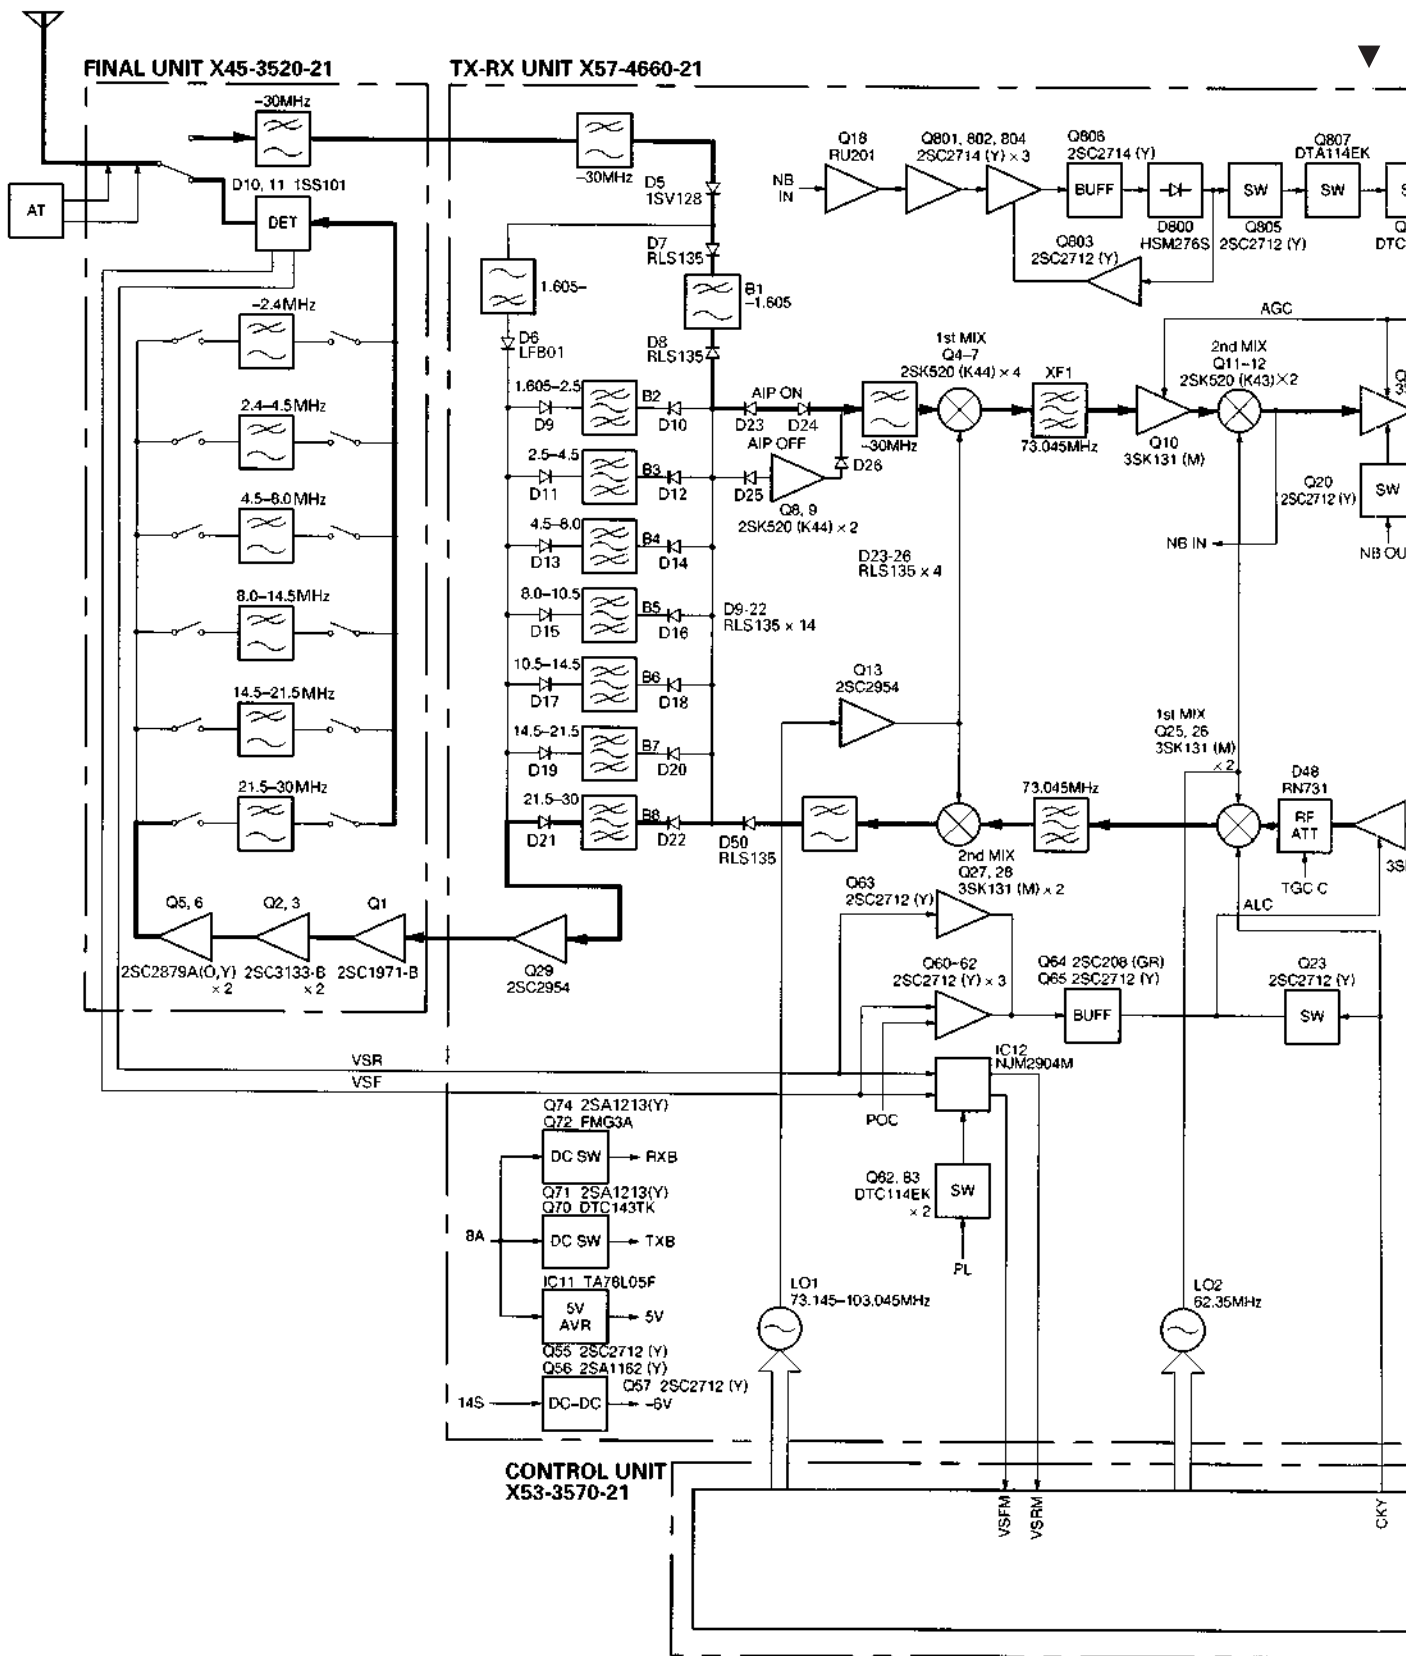 FINAL UNIT X45-3520-21
TX-RX UNIT X57-4660-21
–30MHz
–30MHz
D10, 11 1SS101
AT
DET
D5
1SV128
D7
RLS135
1.605–
B1
–1.605
D6
LFB01
D8
RLS135
–2.4MHz
2.4–4.5MHz
4.5–8.0MHz
8.0–14.5MHz
14.5–21.5MHz
21.5–30MHz
1.605–2.5
B2
D9
D10
2.5–4.5
B3
D11
D12
4.5–8.0
B4
D13
D14
8.0–10.5
B5
D15
D16
10.5–14.5
B6
D17
D18
14.5–21.5
B7
D19
D20
21.5–30
B8
D21
D22
D9-22
RLS135 x 14
D50
RLS135
Q5, 6
2SC2879A(O,Y)
x 2
Q2, 3
2SC3133-B
x 2
Q1
2SC1971-B
Q29
2SC2954
NB
IN
Q18
RU201
Q801, 802, 804
2SC2714 (Y) x 3
Q806
2SC2714 (Y)
BUFF
D800
HSM276S
SW
Q805
2SC2712 (Y)
Q807
DTA114EK
SW
S
Q
DTC
Q803
2SC2712 (Y)
AGC
AIP ON
D23
D24
AIP OFF
D25
D26
Q8, 9
2SK520 (K44) x 2
D23-26
RLS135 x 4
–30MHz
1st MIX
Q4–7
2SK520 (K44) x 4
XF1
73.045MHz
Q10
3SK131 (M)
2nd MIX
Q11–12
2SK520 (K43)×2
Q
3S
Q20
2SC2712 (Y)
SW
NB IN
NB OU
Q13
2SC2954
2nd MIX
Q27, 28
3SK131 (M) x 2
73.045MHz
1st MIX
Q25, 26
3SK131 (M)
x 2
D48
RN731
RF
ATT
TGC C
3S
ALC
Q63
2SC2712 (Y)
Q60–62
2SC2712 (Y) x 3
Q64 2SC208 (GR)
Q65 2SC2712 (Y)
BUFF
Q23
2SC2712 (Y)
SW
VSR
VSF
IC12
NJM2904M
POC
Q62, 83
DTC114EK
x 2
SW
PL
Q74 2SA1213(Y)
Q72 FMG3A
DC SW
RXB
Q71 2SA1213(Y)
Q70 DTC143TK
8A
DC SW
TXB
IC11 TA78L05F
5V
AVR
5V
Q55 2SC2712 (Y)
Q56 2SA1162 (Y)
Q57 2SC2712 (Y)
14S
DC–DC
–6V
LO1
73.145–103.045MHz
LO2
62.35MHz
CONTROL UNIT
X53-3570-21
VSFM
VSRM
CKY